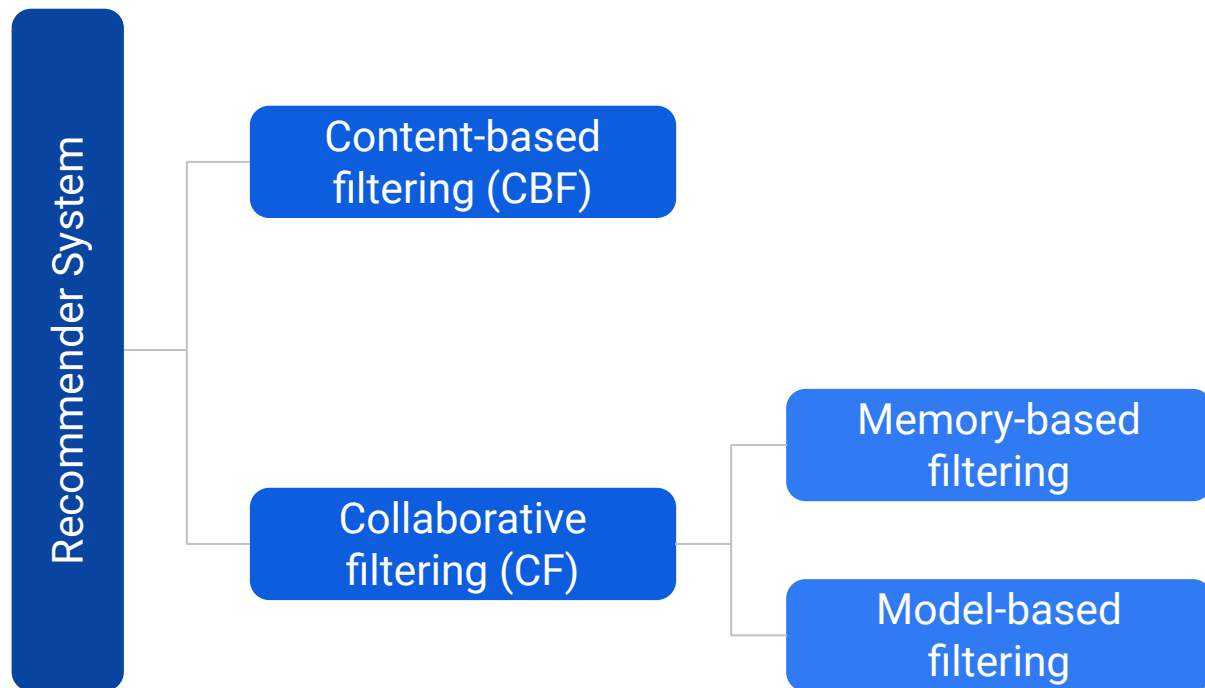 Recommender System
Content-based
filtering (CBF)
Collaborative
filtering (CF)
Memory-based
filtering
Model-based
filtering